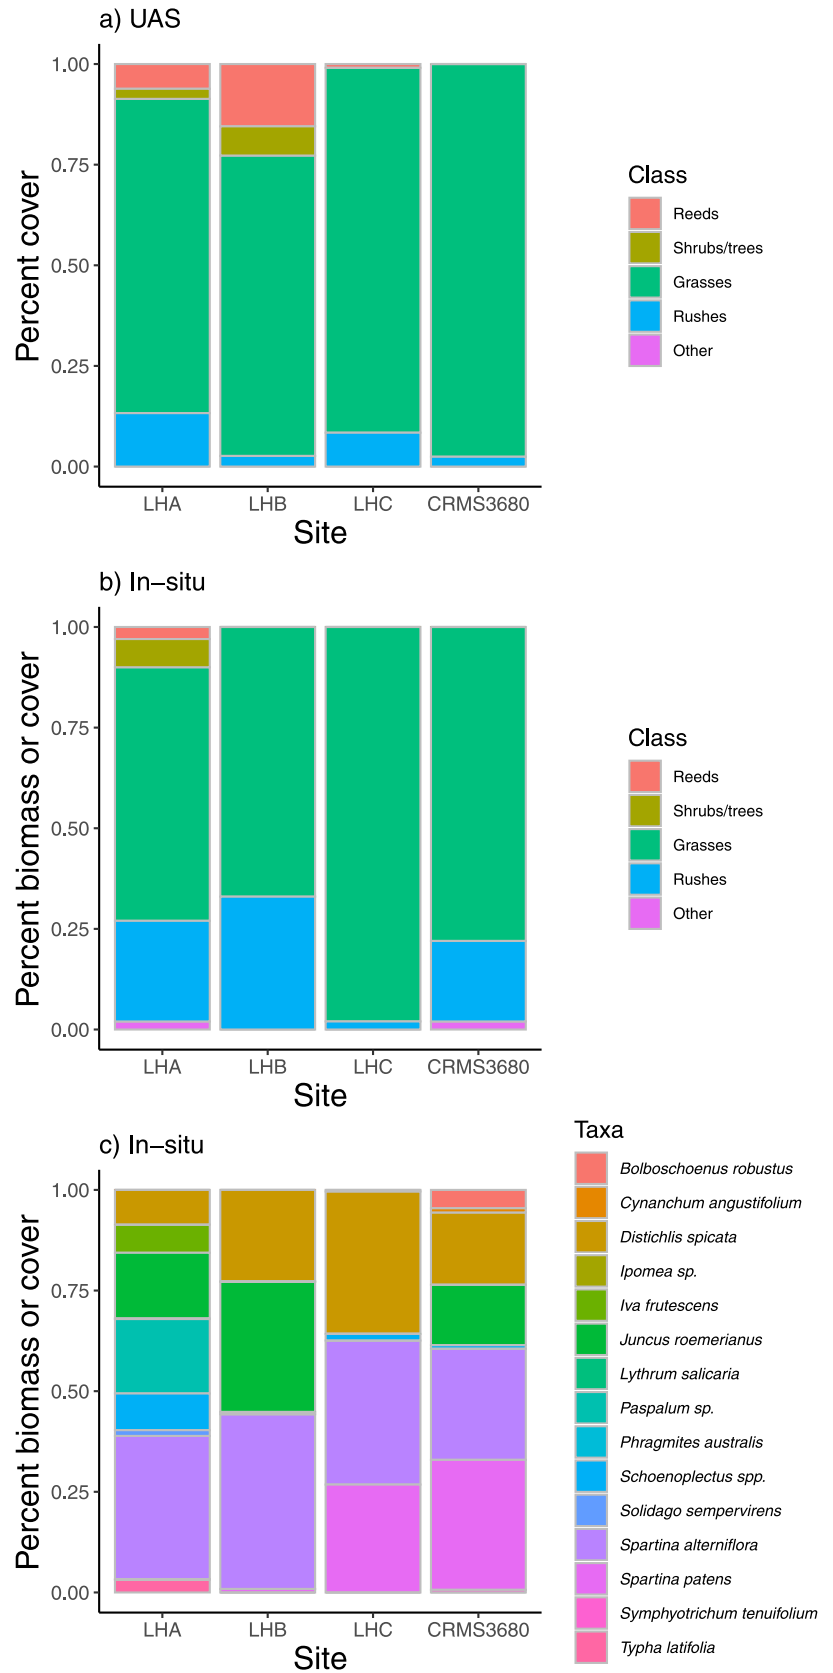 a) UAS
Percent cover
1.00
0.75
0.50
0.25
0.00
LHA LHB LHC CRMS3680
Site
Class
Reeds
Shrubs/trees
Grasses
Rushes
Other
b) In−situ
Percent biomass or cover
1.00
0.75
0.50
0.25
0.00
LHA LHB LHC CRMS3680
Site
Class
Reeds
Shrubs/trees
Grasses
Rushes
Other
c) In−situ
Percent biomass or cover
1.00
0.75
0.50
0.25
0.00
LHA LHB LHC CRMS3680
Site
Taxa
Bolboschoenus robustus
Cynanchum angustifolium
Distichlis spicata
Ipomea sp.
Iva frutescens
Juncus roemerianus
Lythrum salicaria
Paspalum sp.
Phragmites australis
Schoenoplectus spp.
Solidago sempervirens
Spartina alterniflora
Spartina patens
Symphyotrichum tenuifolium
Typha latifolia